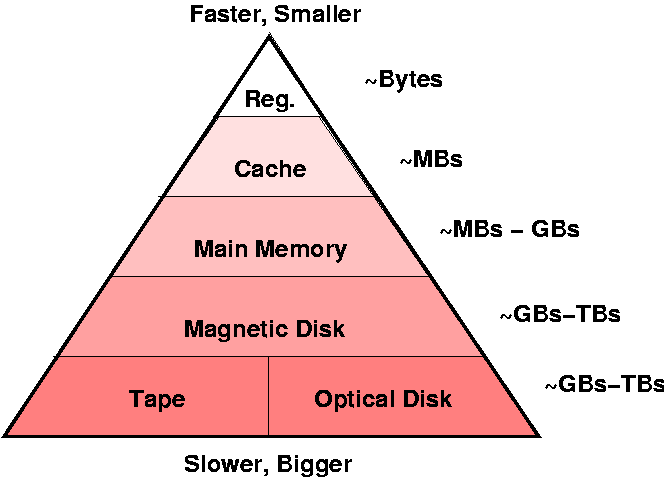 Faster, Smaller
Reg.
~Bytes
Cache
~MBs
Main Memory
~MBs – GBs
Magnetic Disk
~GBs–TBs
Tape
Optical Disk
~GBs–TBs
Slower, Bigger